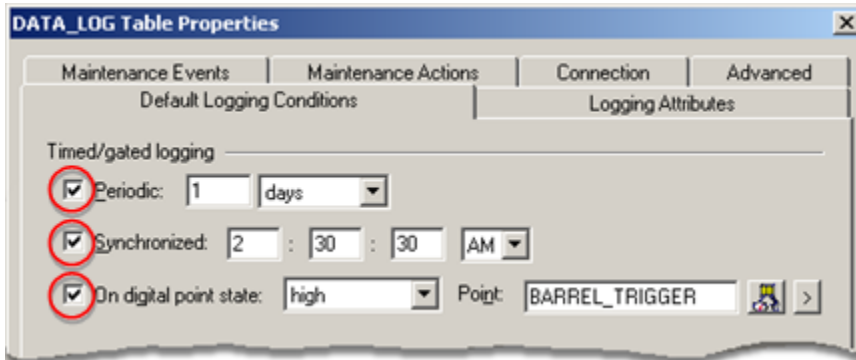 DATA_LOG Table Properties
Maintenance Events Maintenance Actions Connection Advanced
Default Logging Conditions Logging Attributes
Timed/gated logging
Periodic: 1 days
Synchronized: 2 : 30 : 30 AM
On digital point state: high Point: BARREL_TRIGGER >